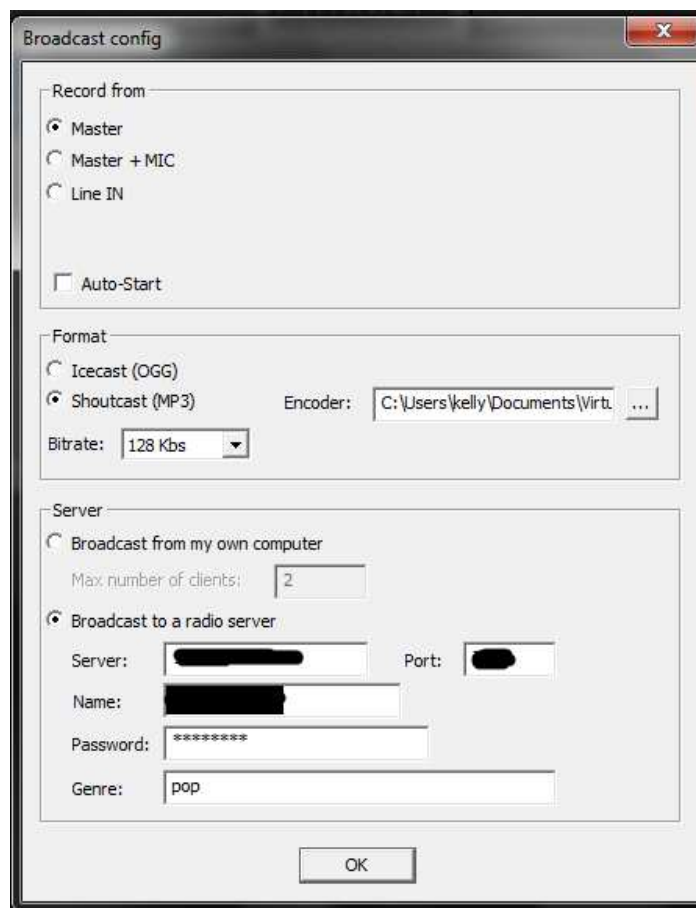 Broadcast config
Record from
Master
Master + MIC
Line IN
Auto-Start
Format
Icecast (OGG)
Shoutcast (MP3) Encoder: C:\Users\kelly\Documents\Virtu ...
Bitrate: 128 Kbs
Server
Broadcast from my own computer
Max number of clients: 2
Broadcast to a radio server
Server: Port:
Name:
Password: ********
Genre: pop
OK